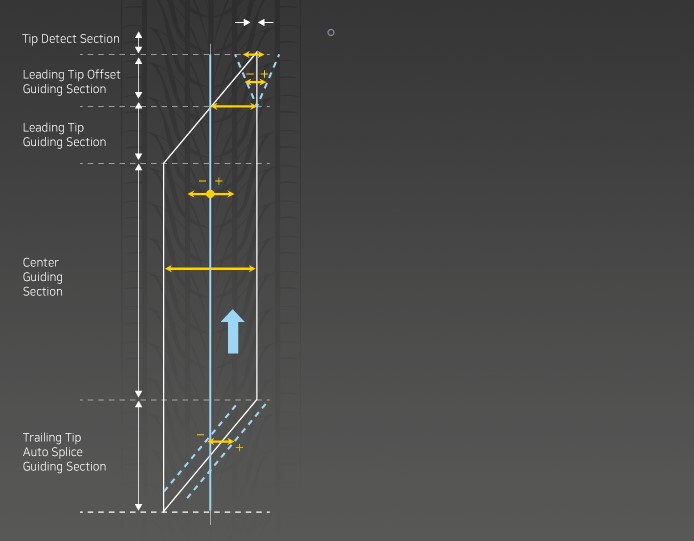 Tip Detect Section
Leading Tip Offset
Guiding Section
− +
Leading Tip
Guiding Section
− +
Center
Guiding
Section
Trailing Tip
Auto Splice
Guiding Section
−
+